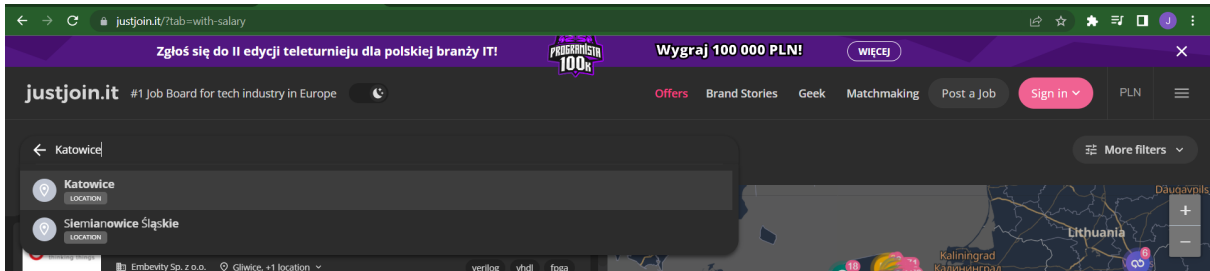 justjoin.it/?tab=with-salary
J
Zgłoś się do II edycji teleturnieju dla polskiej branży IT!
PROGRAMISTA
100K
Wygraj 100 000 PLN!
WIĘCEJ
justjoin.it
#1 Job Board for tech industry in Europe
Offers
Brand Stories
Geek
Matchmaking
Post a Job
Sign in
PLN
Katowice
More filters
Katowice
LOCATION
Siemianowice Śląskie
LOCATION
Embevity Sp. z o.o.
Gliwice, +1 location
verilog
vhdl
fpga
Daugavpils
Lithuania
Kaliningrad
Калининград
18
6
+
−